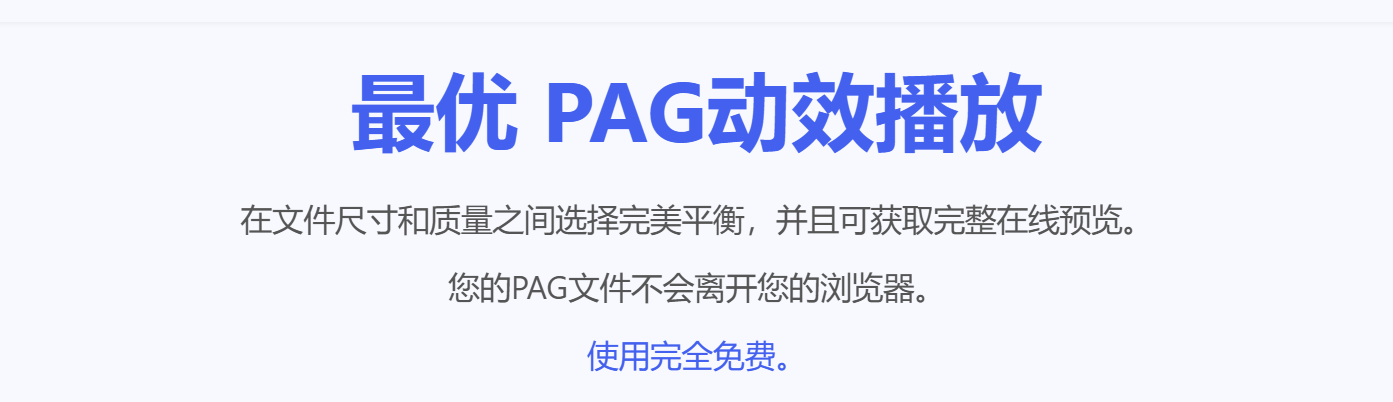 最优 PAG动效播放
在文件尺寸和质量之间选择完美平衡，并且可获取完整在线预览。
您的PAG文件不会离开您的浏览器。
使用完全免费。